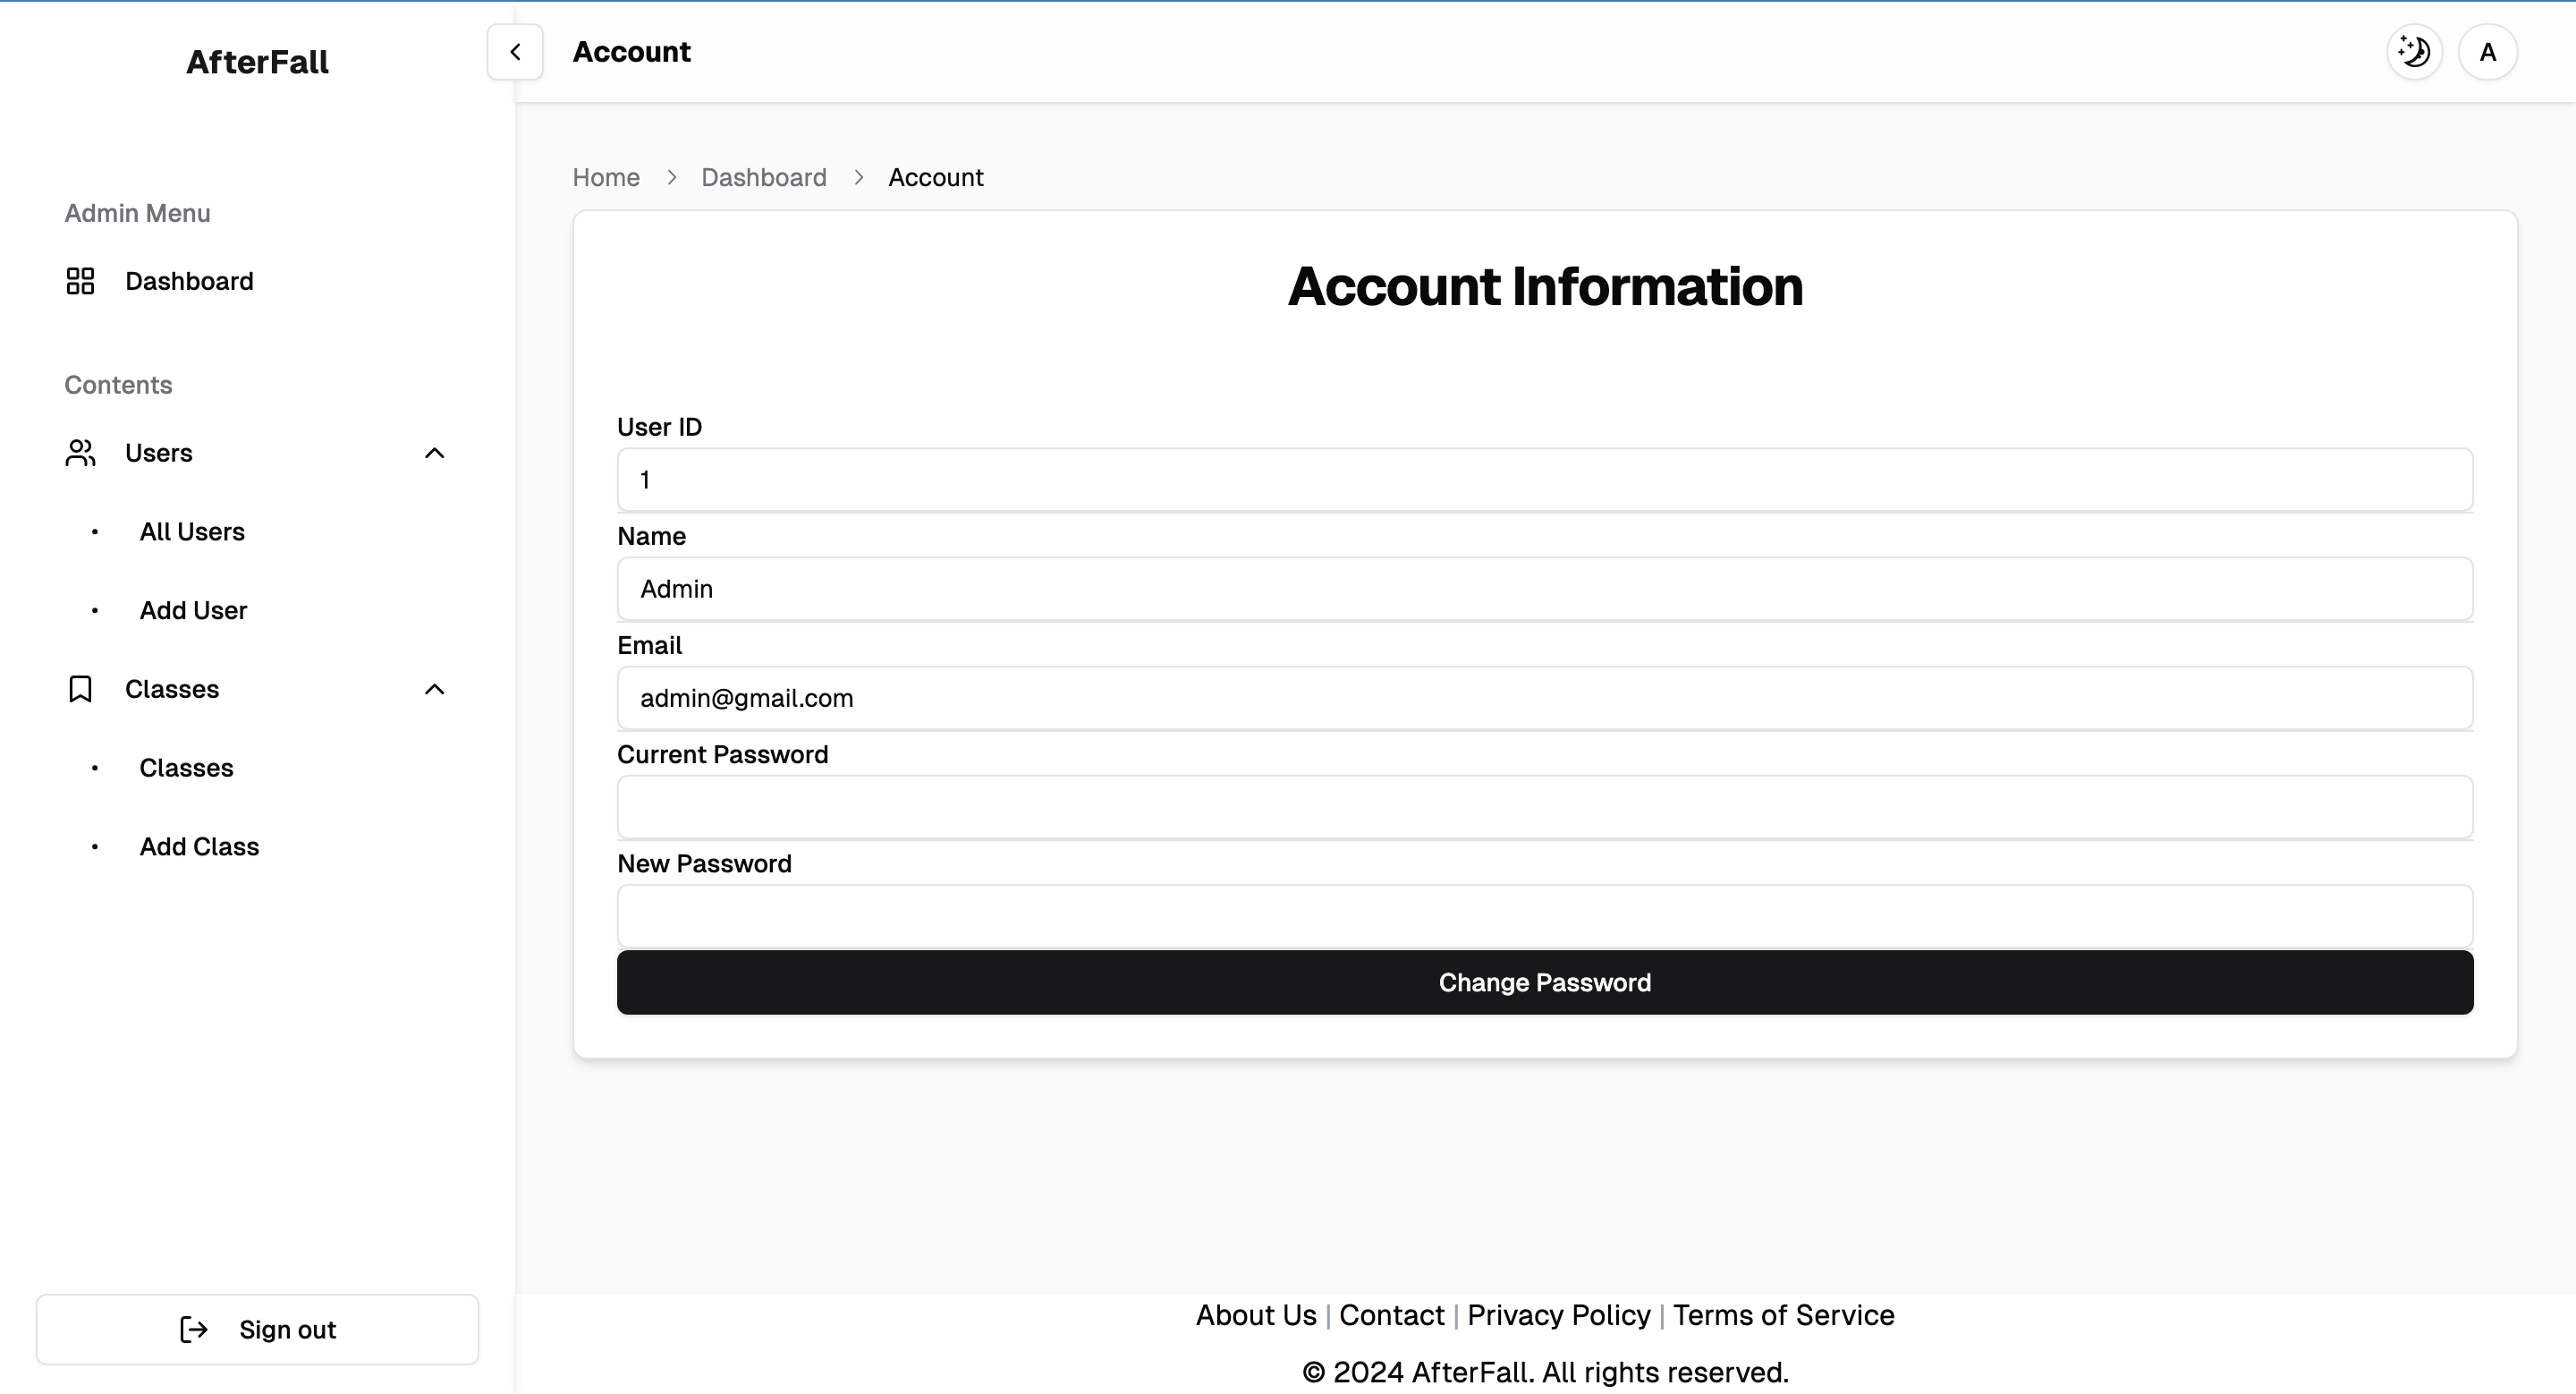 AfterFall
Account
A
Home > Dashboard > Account
Admin Menu
Dashboard
Contents
Users
• All Users
• Add User
Classes
• Classes
• Add Class
Sign out
Account Information
User ID
1
Name
Admin
Email
admin@gmail.com
Current Password
New Password
Change Password
About Us | Contact | Privacy Policy | Terms of Service
© 2024 AfterFall. All rights reserved.